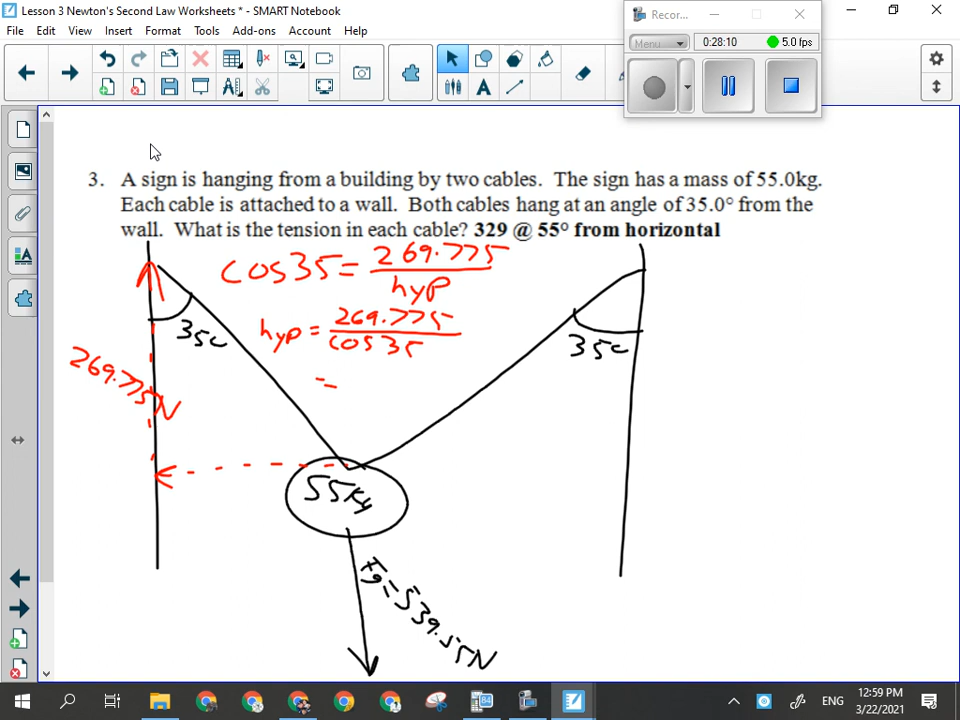 Lesson 3 Newton's Second Law Worksheets * - SMART Notebook
File Edit View Insert Format Tools Add-ons Account Help
Recor...
Menu
0:28:10
5.0 fps
3. A sign is hanging from a building by two cables. The sign has a mass of 55.0kg.
Each cable is attached to a wall. Both cables hang at an angle of 35.0° from the
wall. What is the tension in each cable? 329 @ 55° from horizontal
cos35 = 269.775
hyp
hyp = 269.775
cos35
=
35°
35°
269.775N
55kg
Fg=539.55N
84
ENG
12:59 PM
3/22/2021